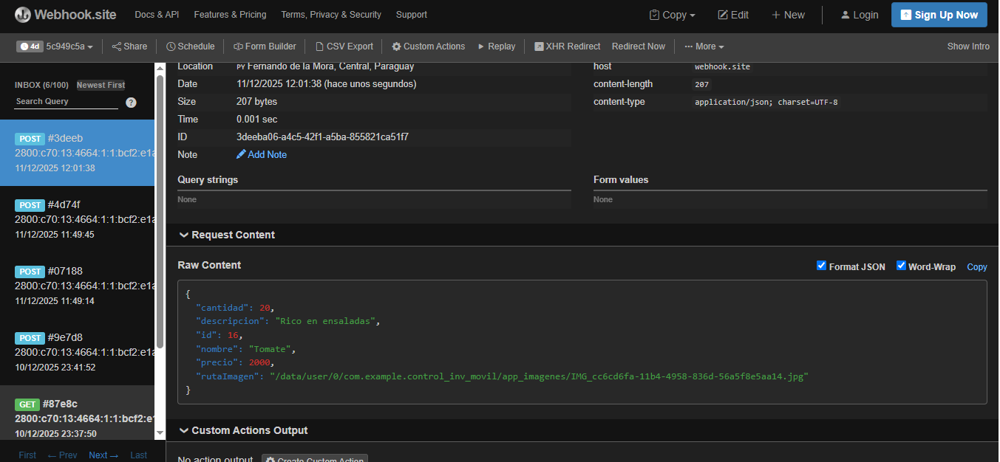 Webhook.site Docs & API Features & Pricing Terms, Privacy & Security Support Copy Edit + New Login Sign Up Now
4d 5c949c5a Share Schedule Form Builder CSV Export Custom Actions Replay XHR Redirect Redirect Now ··· More Show Intro
INBOX (6/100) Newest First
Search Query ?
POST #3deeb
2800:c70:13:4664:1:1:bcf2:e1a
11/12/2025 12:01:38
POST #4d74f
2800:c70:13:4664:1:1:bcf2:e1a
11/12/2025 11:49:45
POST #07188
2800:c70:13:4664:1:1:bcf2:e1a
11/12/2025 11:49:14
POST #9e7d8
2800:c70:13:4664:1:1:bcf2:e1a
10/12/2025 23:41:52
GET #87e8c
2800:c70:13:4664:1:1:bcf2:e
10/12/2025 23:37:50
First ← Prev Next → Last
Location PY Fernando de la Mora, Central, Paraguay
Date 11/12/2025 12:01:38 (hace unos segundos)
Size 207 bytes
Time 0.001 sec
ID 3deeba06-a4c5-42f1-a5ba-855821ca51f7
Note Add Note
host webhook.site
content-length 207
content-type application/json; charset=UTF-8
Query strings
None
Form values
None
Request Content
Raw Content Format JSON Word-Wrap Copy
{
"cantidad": 20,
"descripcion": "Rico en ensaladas",
"id": 16,
"nombre": "Tomate",
"precio": 2000,
"rutaImagen": "/data/user/0/com.example.control_inv_movil/app_imagenes/IMG_cc6cd6fa-11b4-4958-836d-56a5f8e5aa14.jpg"
}
Custom Actions Output
No action output Create Custom Action